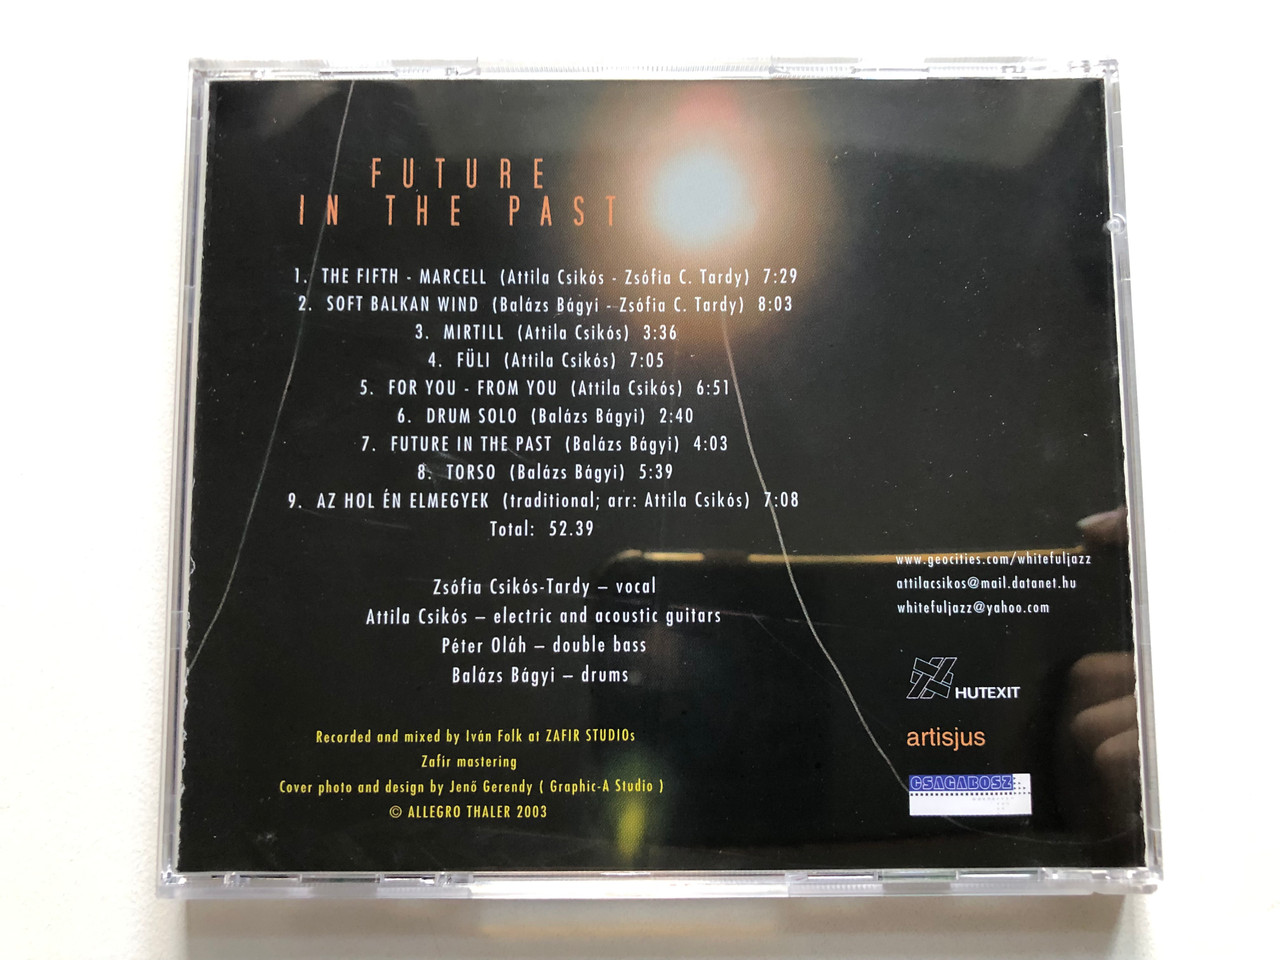 FUTURE
IN THE PAST
1. THE FIFTH - MARCELL (Attila Csikós - Zsófia C. Tardy) 7:29
2. SOFT BALKAN WIND (Balázs Bágyi - Zsófia C. Tardy) 8:03
3. MIRTILL (Attila Csikós) 3:36
4. FÜLI (Attila Csikós) 7:05
5. FOR YOU - FROM YOU (Attila Csikós) 6:51
6. DRUM SOLO (Balázs Bágyi) 2:40
7. FUTURE IN THE PAST (Balázs Bágyi) 4:03
8. TORSO (Balázs Bágyi) 5:39
9. AZ HOL ÉN ELMEGYEK (traditional; arr: Attila Csikós) 7:08
Total: 52.39
Zsófia Csikós-Tardy – vocal
Attila Csikós – electric and acoustic guitars
Péter Oláh – double bass
Balázs Bágyi – drums
Recorded and mixed by Iván Folk at ZAFIR STUDIOs
Zafír mastering
Cover photo and design by Jenő Gerendy ( Graphic-A Studio )
© ALLEGRO THALER 2003
www.geocities.com/whitefuljazz
attilacsikos@mail.datanet.hu
whitefuljazz@yahoo.com
HUTEXIT
artisjus
CSAGABOSZ